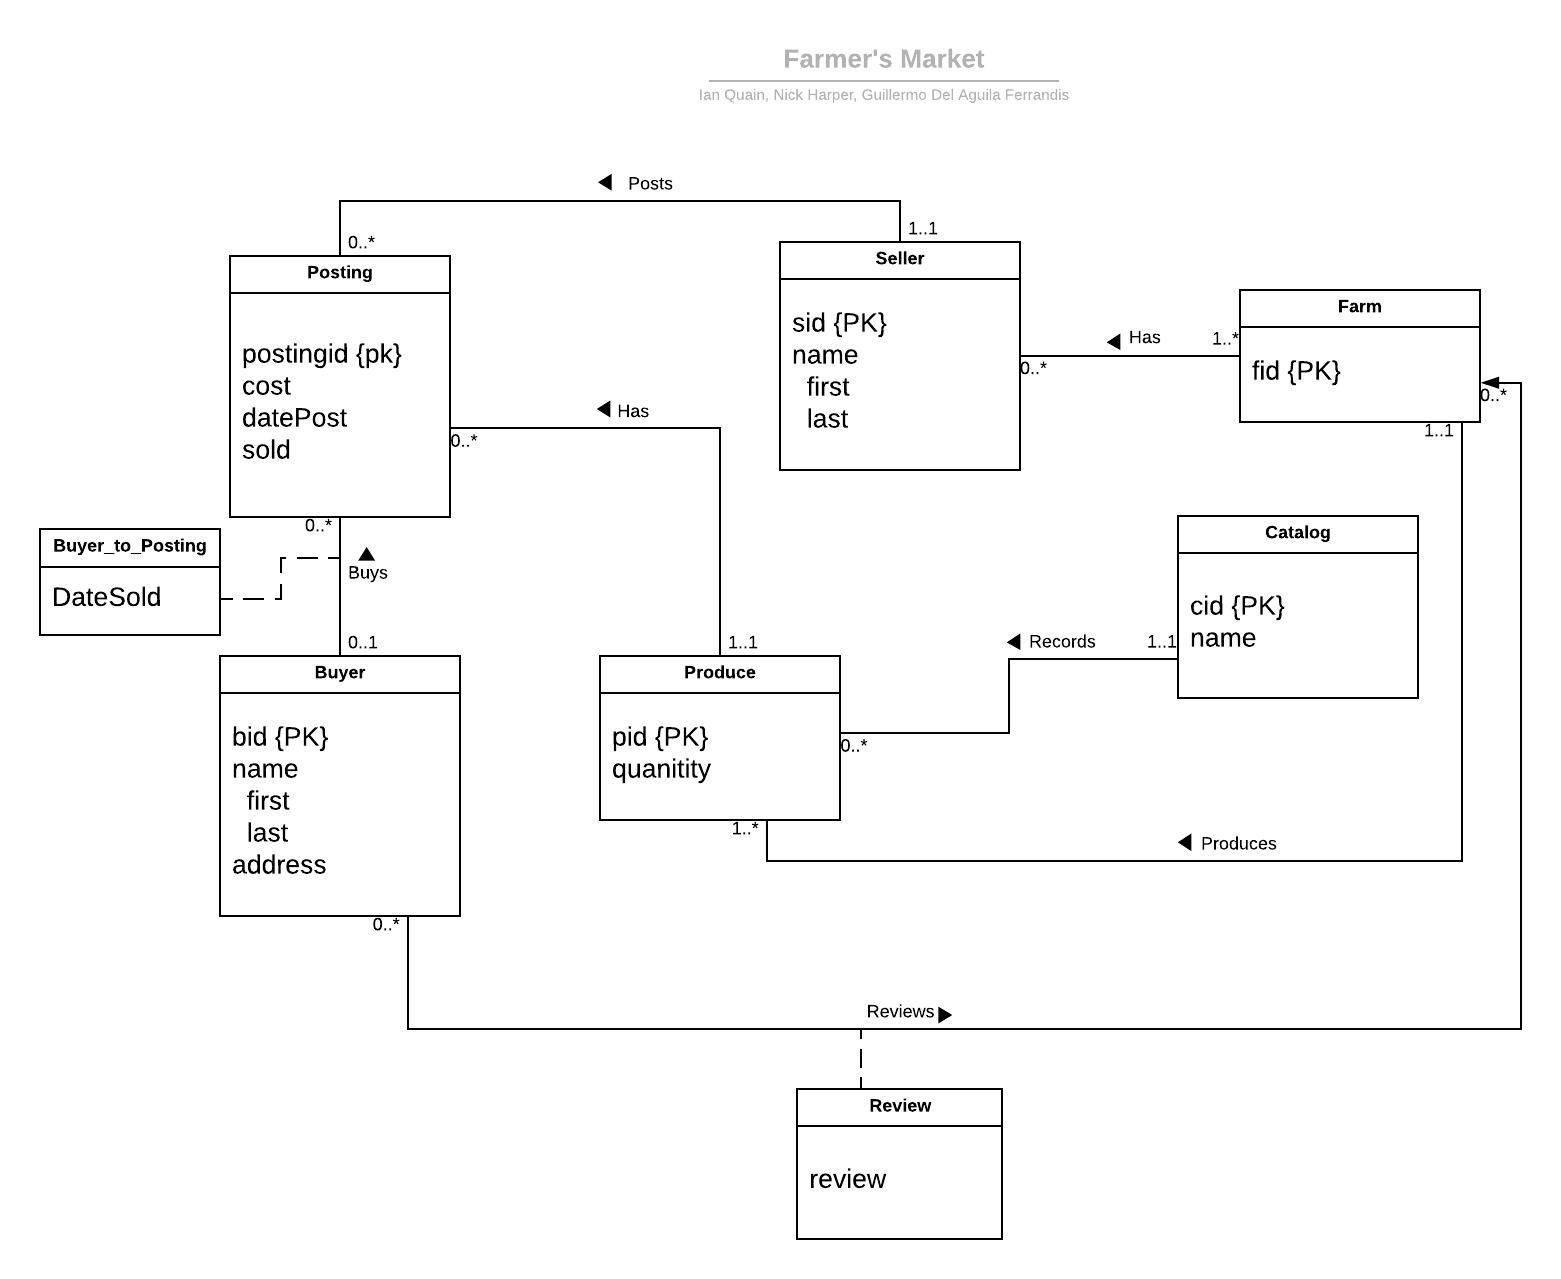 Farmer's Market
Ian Quain, Nick Harper, Guillermo Del Aguila Ferrandis
Posts
0..*
1..1
Posting
postingid {pk}
cost
datePost
sold
Seller
sid {PK}
name
first
last
Has
1..*
0..*
Farm
fid {PK}
0..*
1..1
Has
0..*
1..1
Buyer_to_Posting
DateSold
0..*
Buys
0..1
Catalog
cid {PK}
name
Records
1..1
0..*
Buyer
bid {PK}
name
first
last
address
Produce
pid {PK}
quanitity
1..*
Produces
0..*
Reviews
Review
review